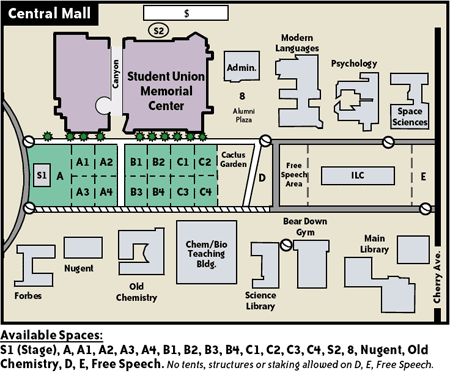 Central Mall
$
S2
Canyon
Student Union
Memorial
Center
Admin.
8
Alumni
Plaza
Modern
Languages
Psychology
Space
Sciences
S1
A
A1
A2
A3
A4
B1
B2
B3
B4
C1
C2
C3
C4
Cactus
Garden
D
Free
Speech
Area
ILC
E
Forbes
Nugent
Old
Chemistry
Chem/Bio
Teaching
Bldg.
Science
Library
Bear Down
Gym
Main
Library
Cherry Ave.
Available Spaces:
S1 (Stage), A, A1, A2, A3, A4, B1, B2, B3, B4, C1, C2, C3, C4, S2, 8, Nugent, Old
Chemistry, D, E, Free Speech. No tents, structures or staking allowed on D, E, Free Speech.